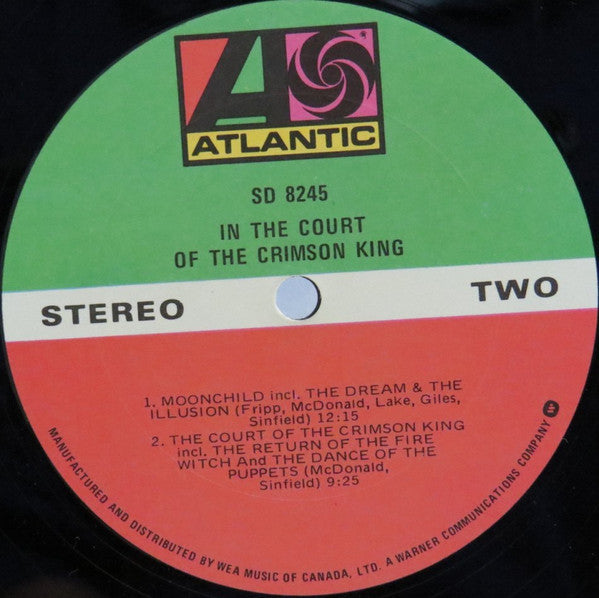 ATLANTIC
SD 8245
IN THE COURT
OF THE CRIMSON KING
STEREO
TWO
1. MOONCHILD incl. THE DREAM & THE
ILLUSION (Fripp, McDonald, Lake, Giles,
Sinfield) 12:15
2. THE COURT OF THE CRIMSON KING
incl. THE RETURN OF THE FIRE
WITCH And THE DANCE OF THE
PUPPETS (McDonald,
Sinfield) 9:25
MANUFACTURED AND DISTRIBUTED BY WEA MUSIC OF CANADA, LTD. A WARNER COMMUNICATIONS COMPANY